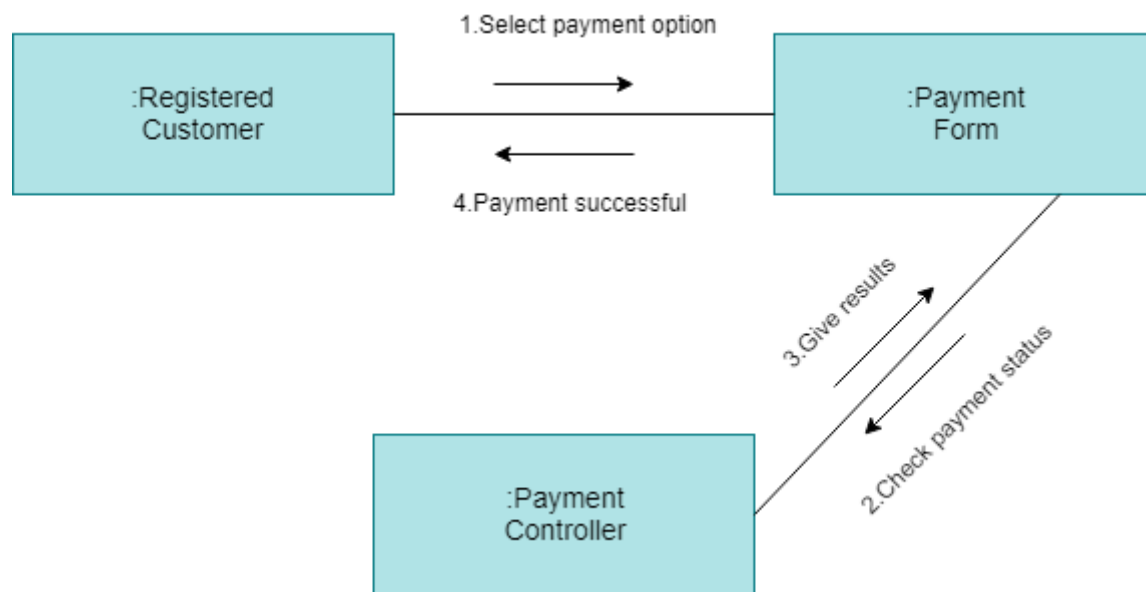 1.Select payment option
:Registered
Customer
:Payment
Form
4.Payment successful
3.Give results
2.Check payment status
:Payment
Controller